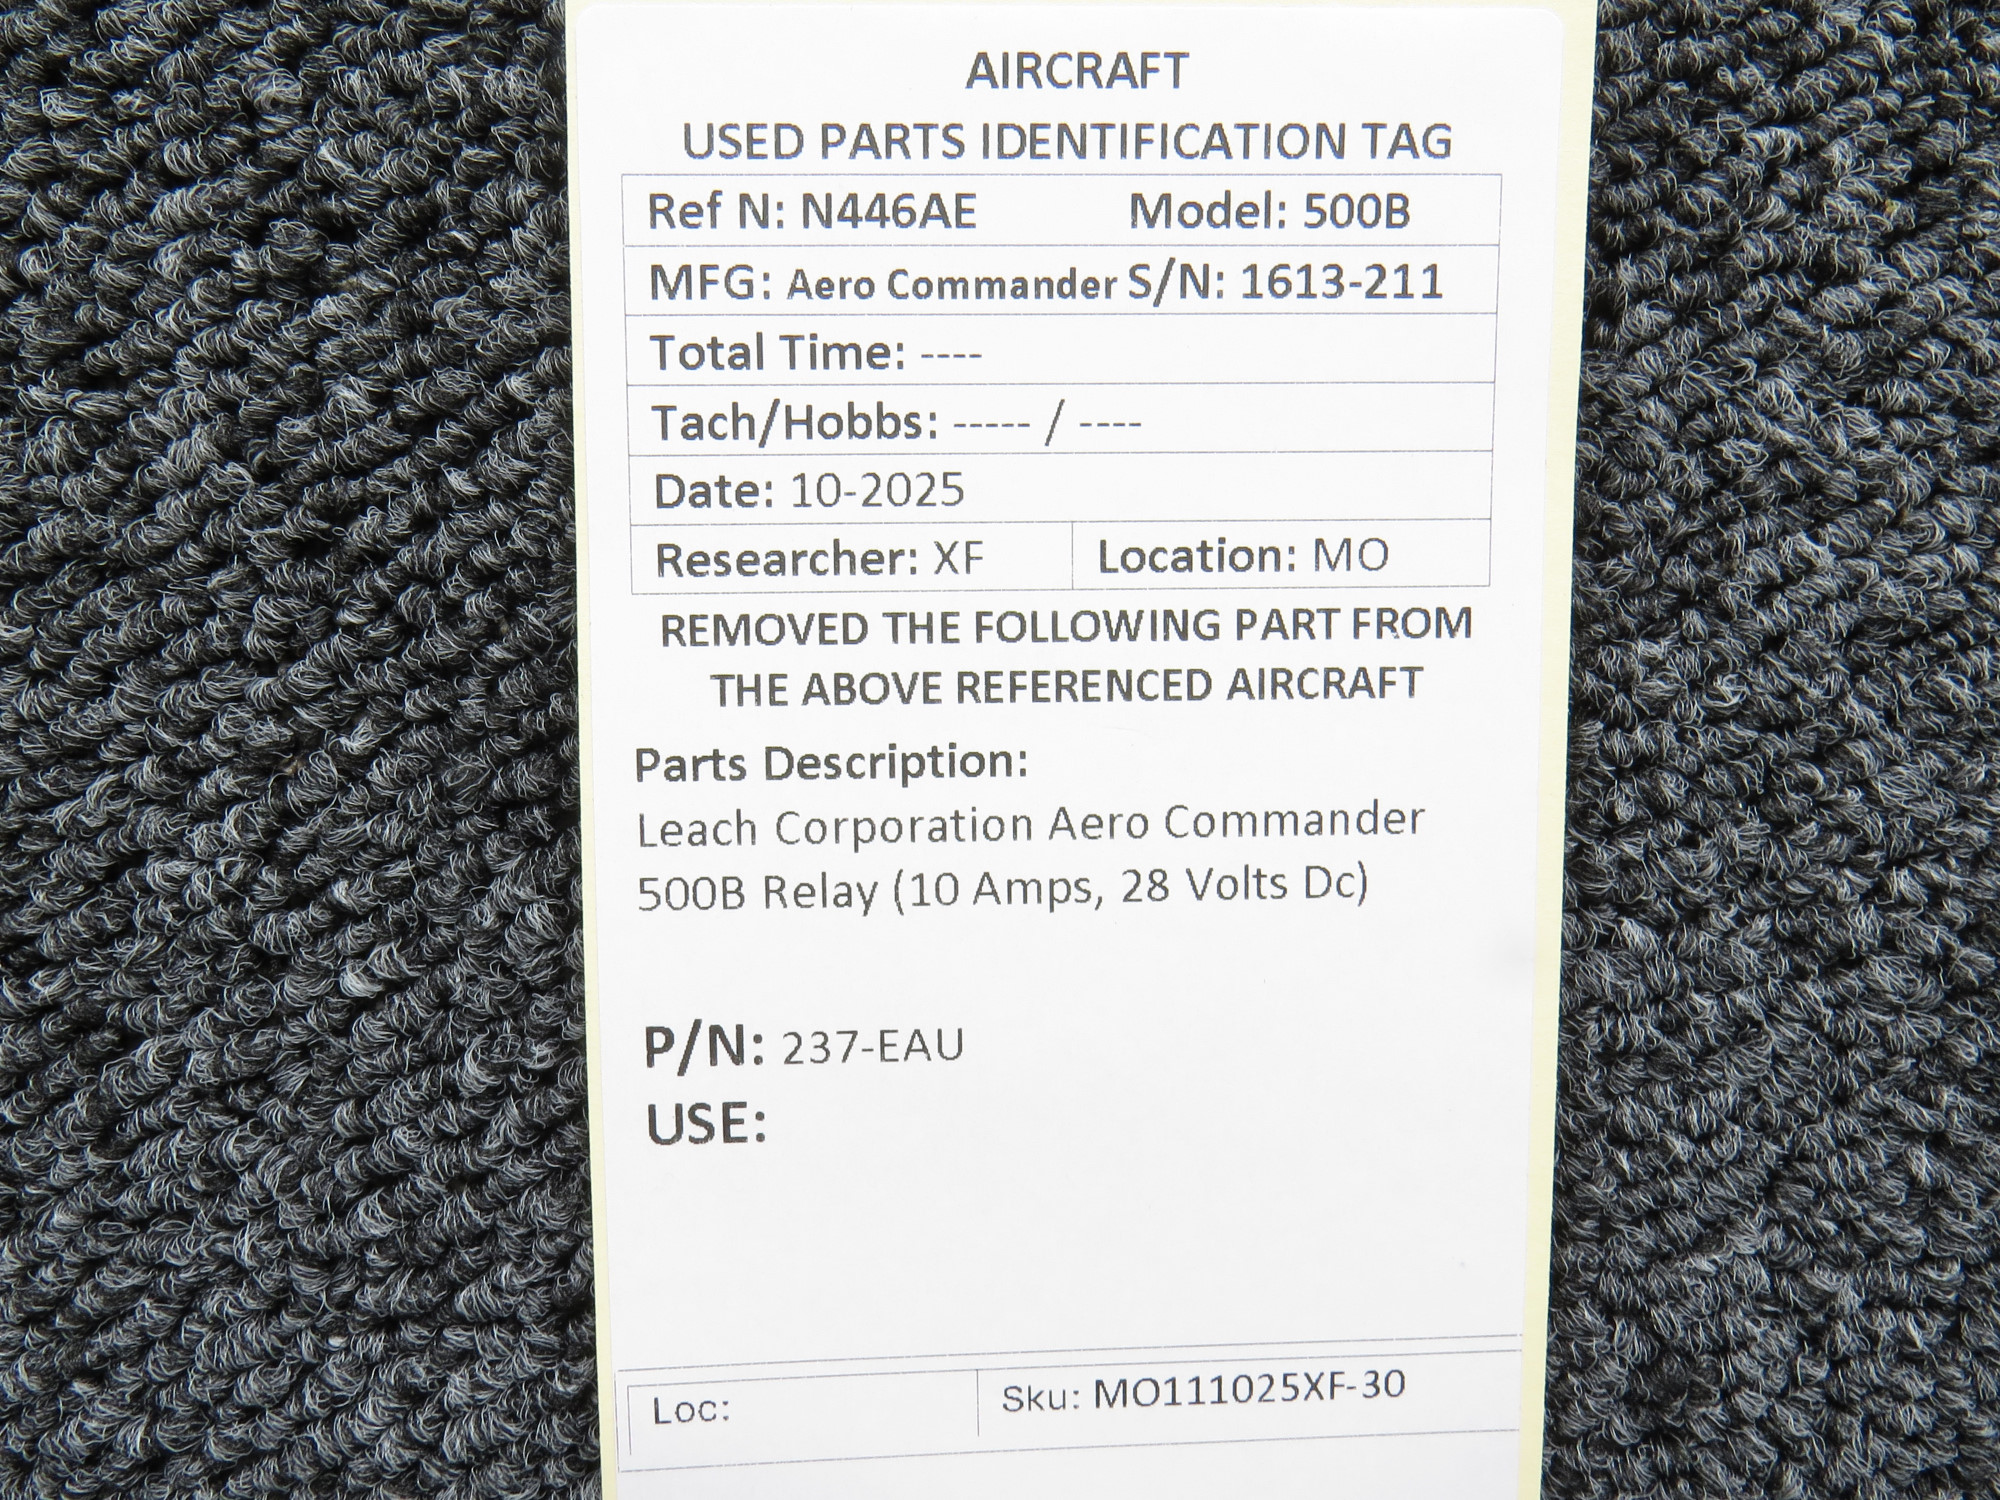 AIRCRAFT
USED PARTS IDENTIFICATION TAG
Ref N: N446AE Model: 500B
MFG: Aero Commander S/N: 1613-211
Total Time: ----
Tach/Hobbs: ----- / ----
Date: 10-2025
Researcher: XF Location: MO
REMOVED THE FOLLOWING PART FROM
THE ABOVE REFERENCED AIRCRAFT
Parts Description:
Leach Corporation Aero Commander
500B Relay (10 Amps, 28 Volts Dc)
P/N: 237-EAU
USE:
Loc: Sku: MO111025XF-30